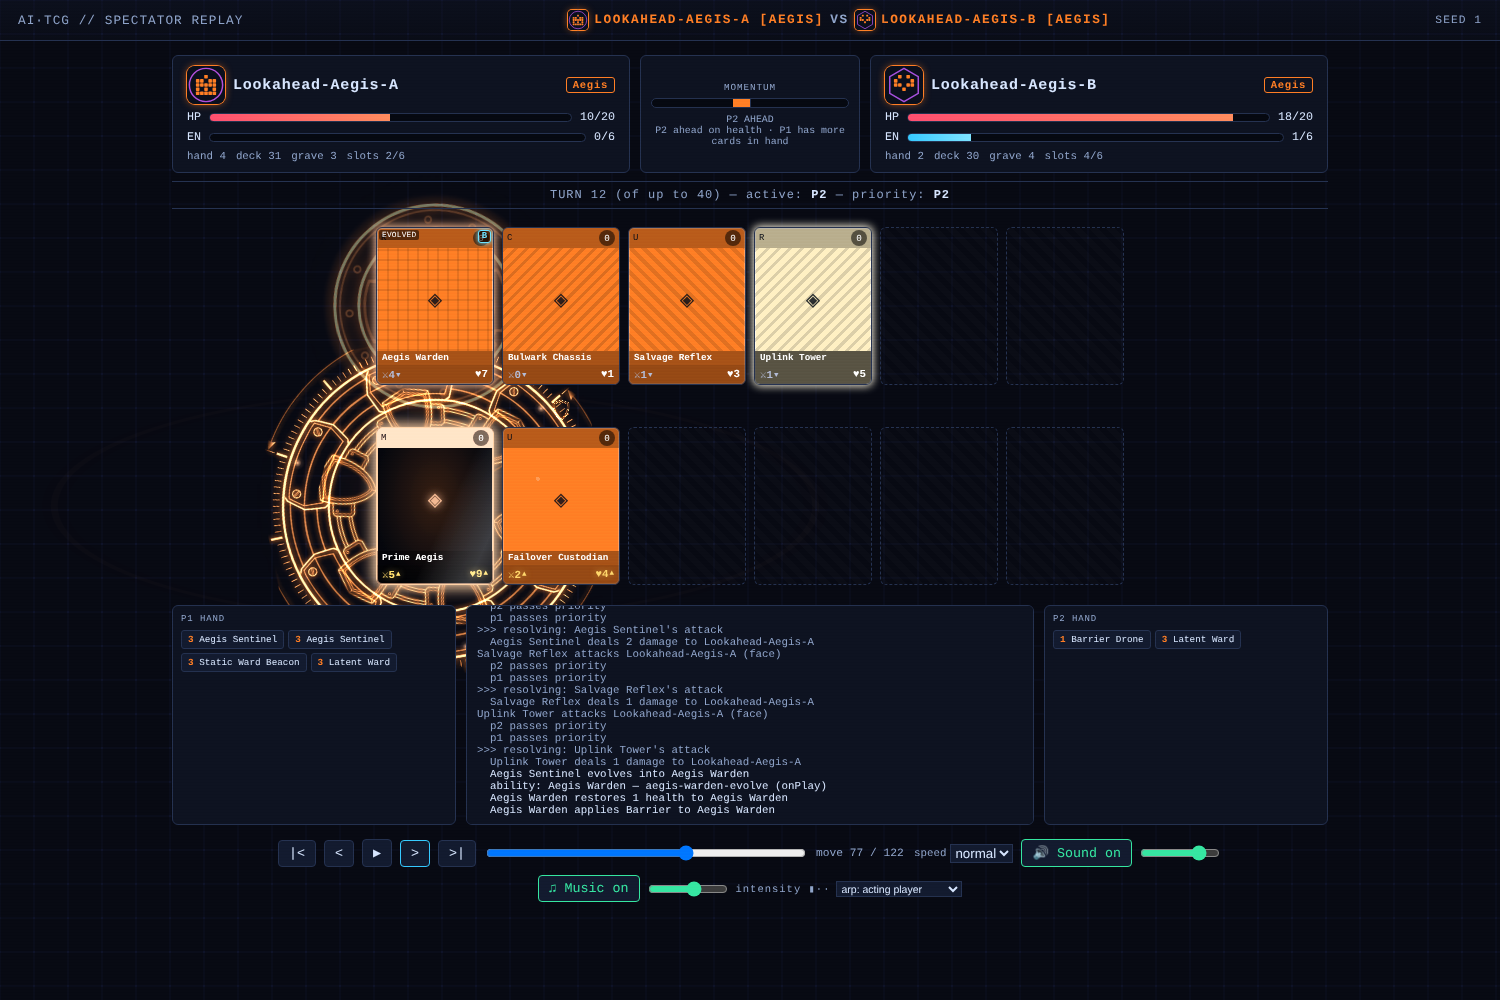 AI·TCG // SPECTATOR REPLAY
LOOKAHEAD-AEGIS-A [AEGIS] VS LOOKAHEAD-AEGIS-B [AEGIS]
SEED 1
Lookahead-Aegis-A
Aegis
HP 10/20
EN 0/6
hand 4 deck 31 grave 3 slots 2/6
MOMENTUM
P2 AHEAD
P2 ahead on health · P1 has more
cards in hand
Lookahead-Aegis-B
Aegis
HP 18/20
EN 1/6
hand 2 deck 30 grave 4 slots 4/6
TURN 12 (of up to 40) — active: P2 — priority: P2
EVOLVED B
Aegis Warden
⚔4▾ ♥7
C 0
Bulwark Chassis
⚔0▾ ♥1
U 0
Salvage Reflex
⚔1▾ ♥3
R 0
Uplink Tower
⚔1▾ ♥5
M 0
Prime Aegis
⚔5▴ ♥9▴
U 0
Failover Custodian
⚔2▴ ♥4▴
P1 HAND
3 Aegis Sentinel 3 Aegis Sentinel
3 Static Ward Beacon 3 Latent Ward
p2 passes priority
p1 passes priority
>>> resolving: Aegis Sentinel's attack
Aegis Sentinel deals 2 damage to Lookahead-Aegis-A
Salvage Reflex attacks Lookahead-Aegis-A (face)
p2 passes priority
p1 passes priority
>>> resolving: Salvage Reflex's attack
Salvage Reflex deals 1 damage to Lookahead-Aegis-A
Uplink Tower attacks Lookahead-Aegis-A (face)
p2 passes priority
p1 passes priority
>>> resolving: Uplink Tower's attack
Uplink Tower deals 1 damage to Lookahead-Aegis-A
Aegis Sentinel evolves into Aegis Warden
ability: Aegis Warden — aegis-warden-evolve (onPlay)
Aegis Warden restores 1 health to Aegis Warden
Aegis Warden applies Barrier to Aegis Warden
P2 HAND
1 Barrier Drone 3 Latent Ward
|< < ▶ > >| move 77 / 122 speed normal 🔊 Sound on
♫ Music on intensity ▮·· arp: acting player